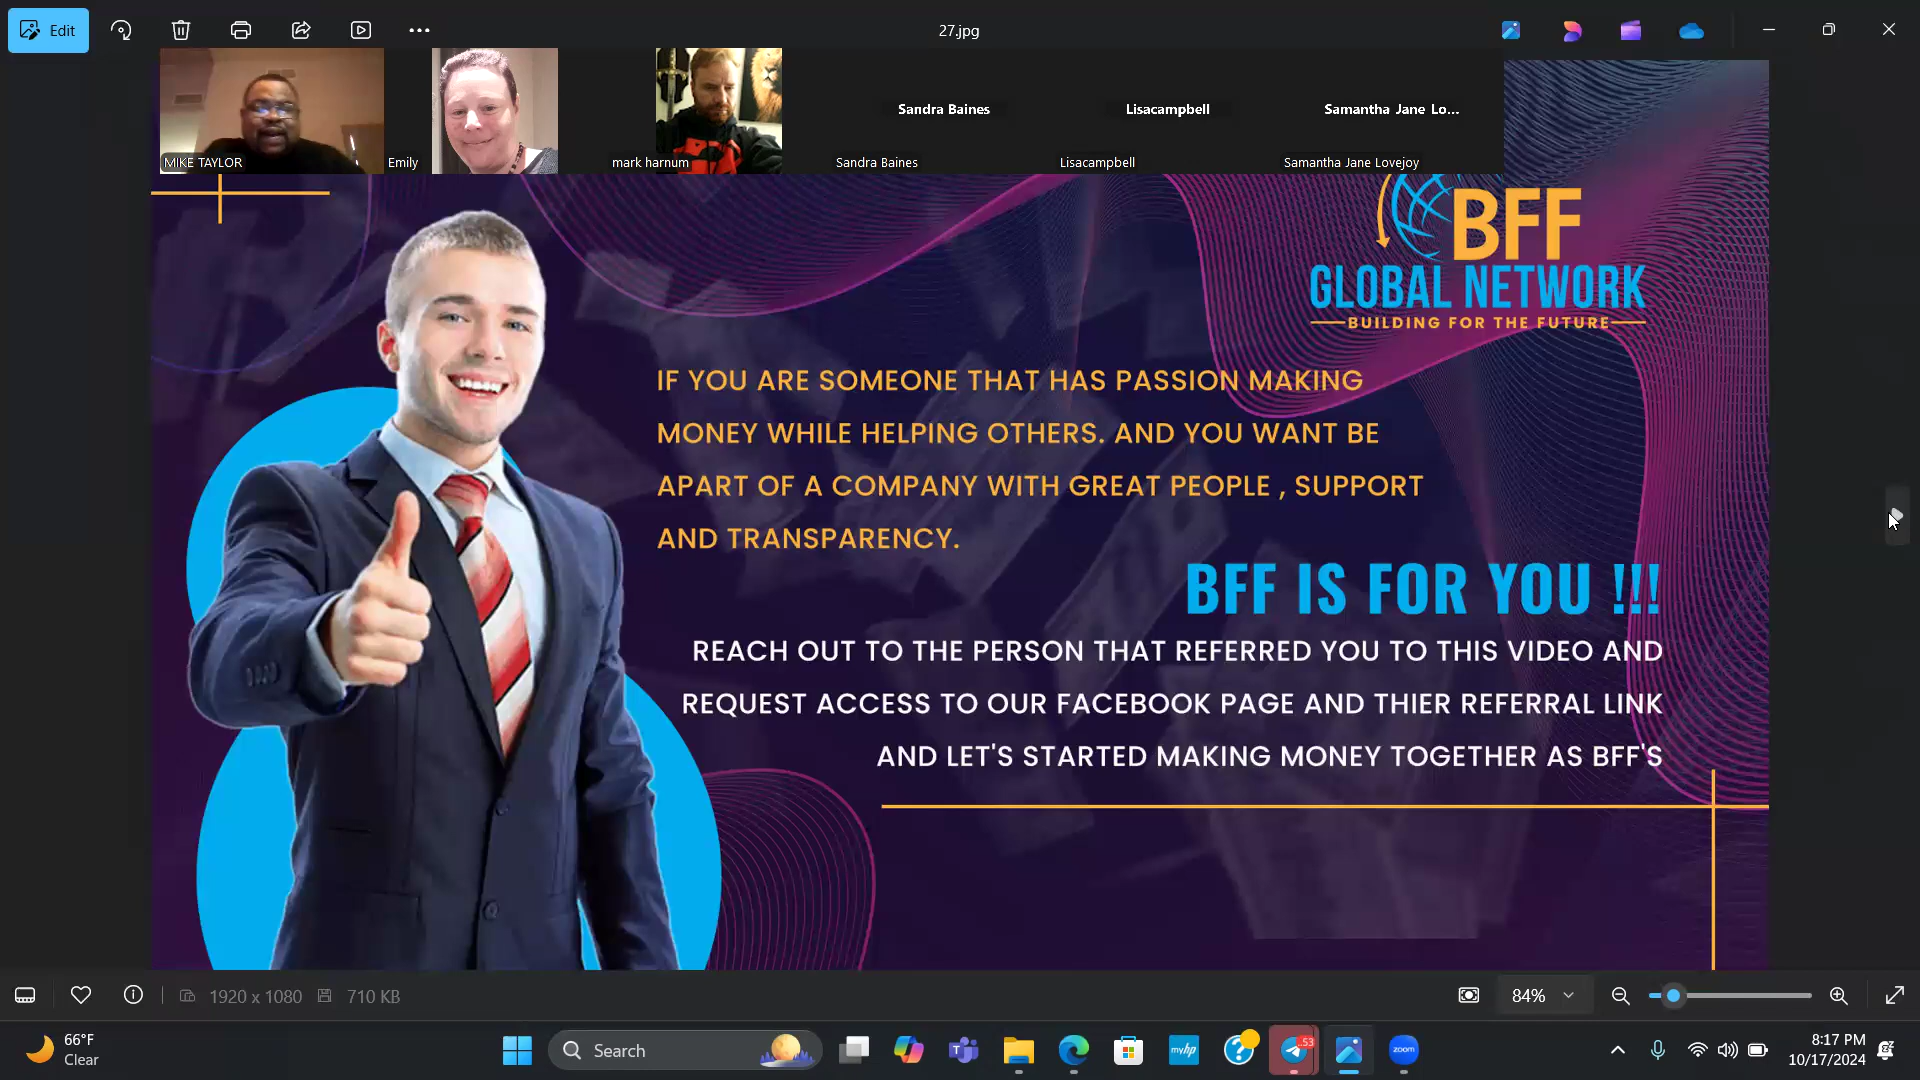 Edit
27.jpg
Sandra Baines
Lisacampbell
Samantha Jane Lo...
MIKE TAYLOR
Emily
mark harnum
Sandra Baines
Lisacampbell
Samantha Jane Lovejoy
BFF
GLOBAL NETWORK
BUILDING FOR THE FUTURE
IF YOU ARE SOMEONE THAT HAS PASSION MAKING
MONEY WHILE HELPING OTHERS. AND YOU WANT BE
APART OF A COMPANY WITH GREAT PEOPLE , SUPPORT
AND TRANSPARENCY.
BFF IS FOR YOU !!!
REACH OUT TO THE PERSON THAT REFERRED YOU TO THIS VIDEO AND
REQUEST ACCESS TO OUR FACEBOOK PAGE AND THIER REFERRAL LINK
AND LET'S STARTED MAKING MONEY TOGETHER AS BFF'S
1920 x 1080
710 KB
84%
66°F
Clear
Search
myhp
53
zoom
8:17 PM
10/17/2024